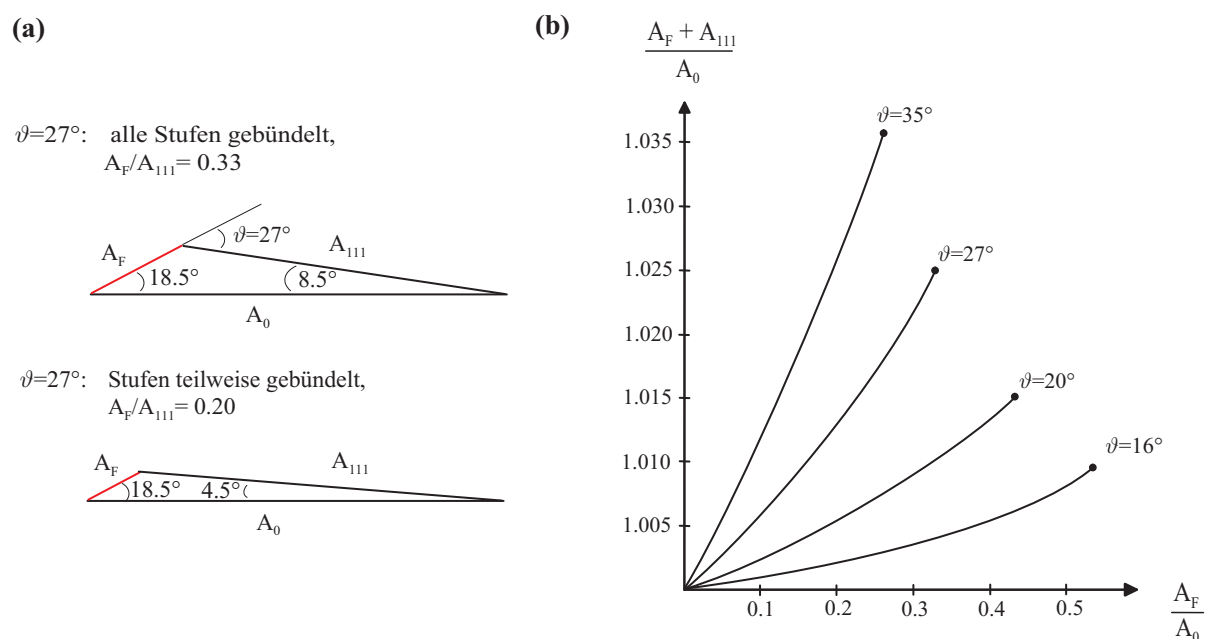 (a)
ϑ=27°: alle Stufen gebündelt,
A_F/A_111= 0.33
A_F
18.5°
ϑ=27°
A_111
8.5°
A_0
ϑ=27°: Stufen teilweise gebündelt,
A_F/A_111= 0.20
A_F
18.5°
4.5°
A_111
A_0
(b)
A_F + A_111
A_0
1.035
1.030
1.025
1.020
1.015
1.010
1.005
ϑ=35°
ϑ=27°
ϑ=20°
ϑ=16°
0.1 0.2 0.3 0.4 0.5
A_F
A_0